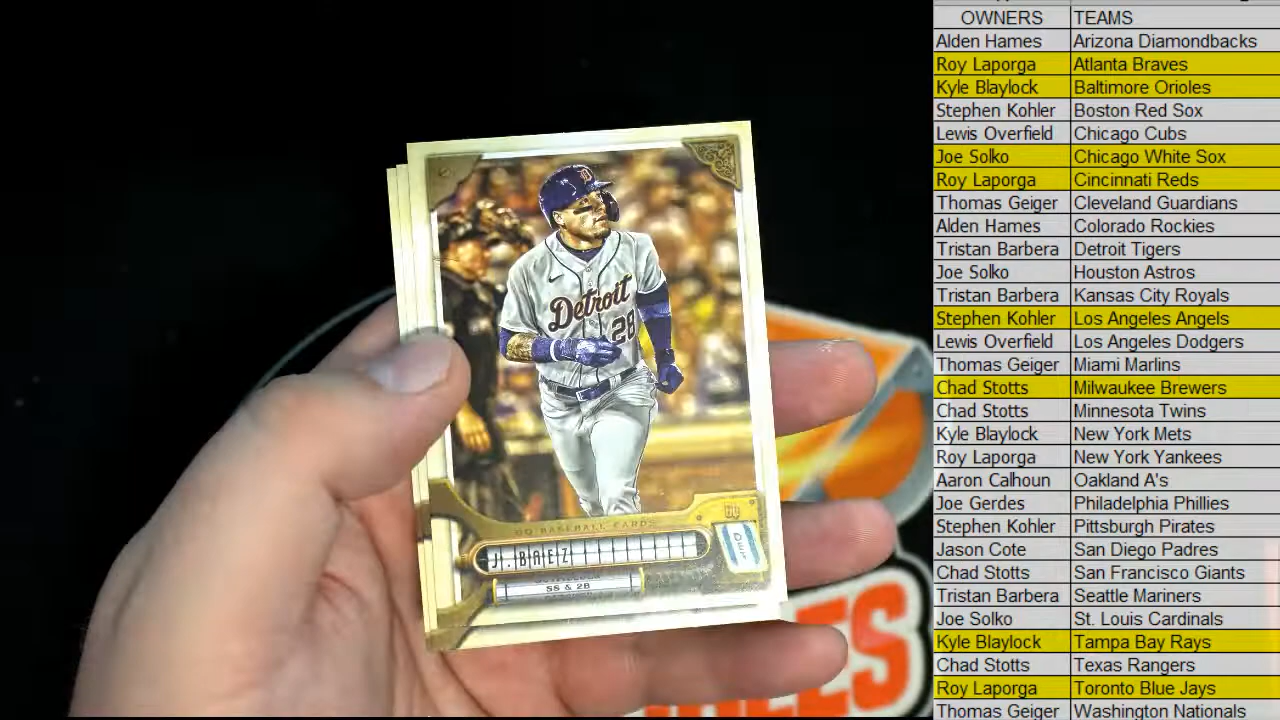 OWNERS TEAMS
Alden Hames Arizona Diamondbacks
Roy Laporga Atlanta Braves
Kyle Blaylock Baltimore Orioles
Stephen Kohler Boston Red Sox
Lewis Overfield Chicago Cubs
Joe Solko Chicago White Sox
Roy Laporga Cincinnati Reds
Thomas Geiger Cleveland Guardians
Alden Hames Colorado Rockies
Tristan Barbera Detroit Tigers
Joe Solko Houston Astros
Tristan Barbera Kansas City Royals
Stephen Kohler Los Angeles Angels
Lewis Overfield Los Angeles Dodgers
Thomas Geiger Miami Marlins
Chad Stotts Milwaukee Brewers
Chad Stotts Minnesota Twins
Kyle Blaylock New York Mets
Roy Laporga New York Yankees
Aaron Calhoun Oakland A's
Joe Gerdes Philadelphia Phillies
Stephen Kohler Pittsburgh Pirates
Jason Cote San Diego Padres
Chad Stotts San Francisco Giants
Tristan Barbera Seattle Mariners
Joe Solko St. Louis Cardinals
Kyle Blaylock Tampa Bay Rays
Chad Stotts Texas Rangers
Roy Laporga Toronto Blue Jays
Thomas Geiger Washington Nationals
D
Detroit
28
GQ BASEBALL CARDS
GQ
J. BAEZ
SS & 2B